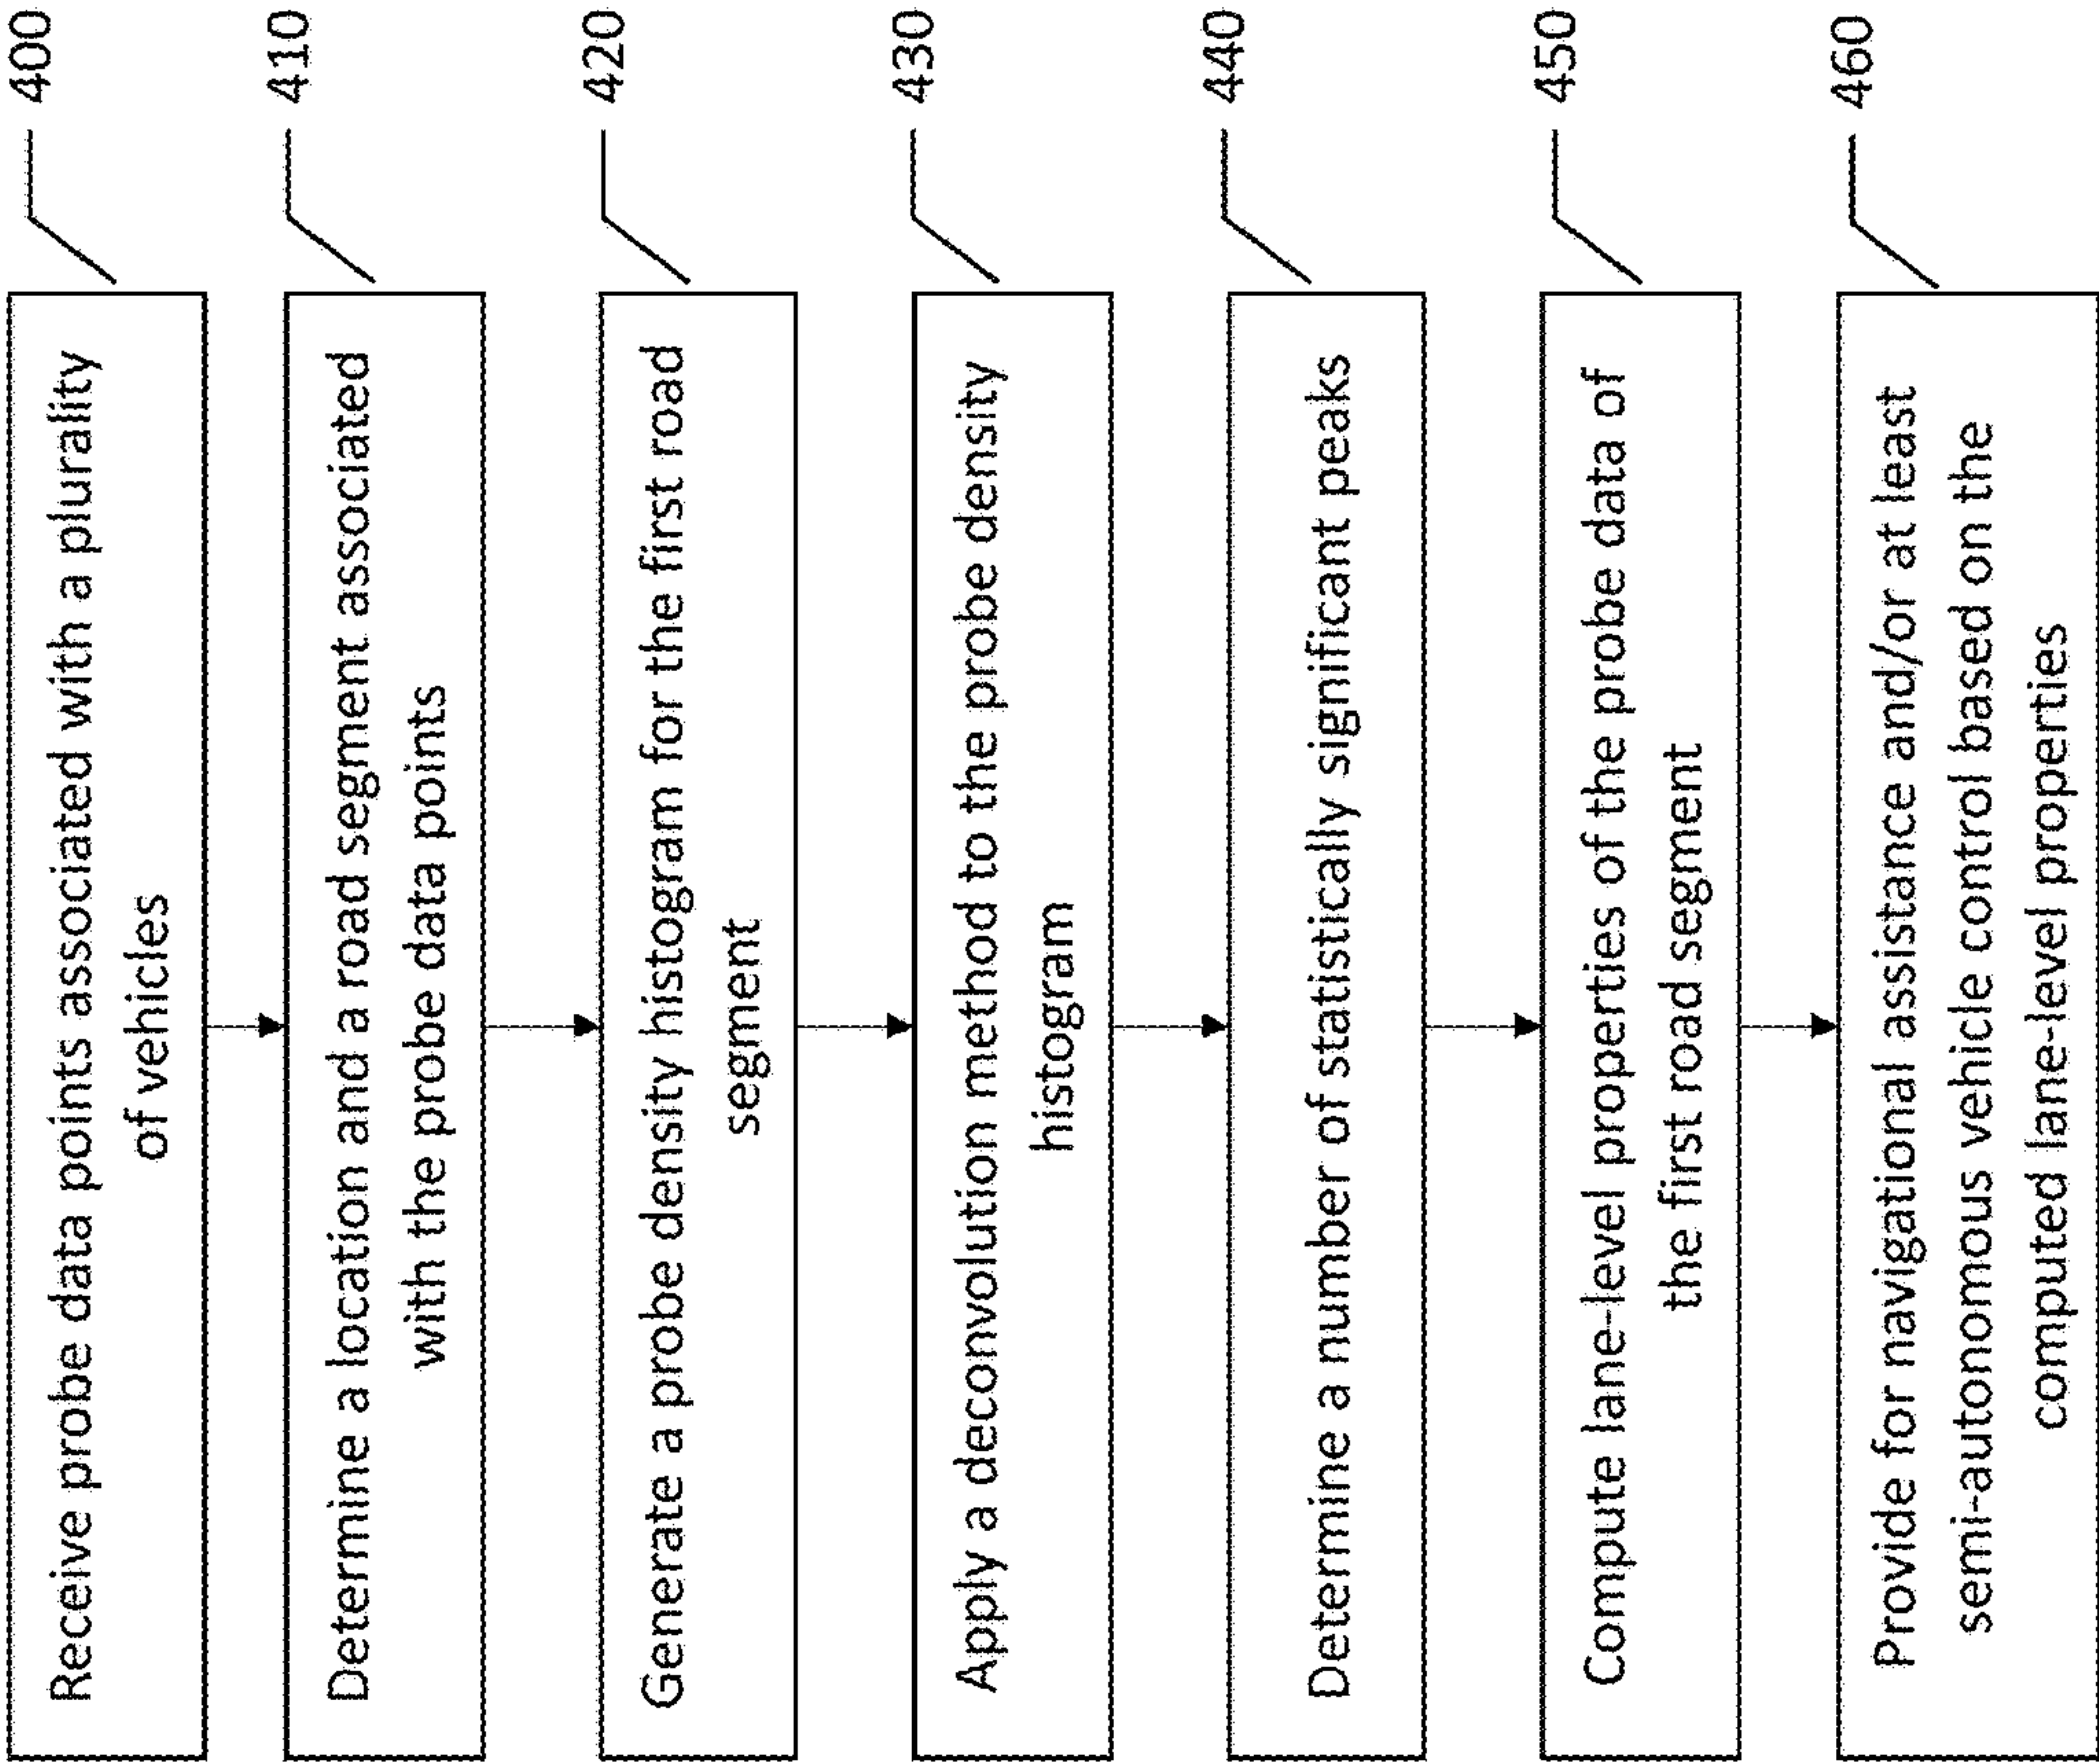 Receive probe data points associated with a plurality
of vehicles
400
Determine a location and a road segment associated
with the probe data points
410
Generate a probe density histogram for the first road
segment
420
Apply a deconvolution method to the probe density
histogram
430
Determine a number of statistically significant peaks
440
Compute lane-level properties of the probe data of
the first road segment
450
Provide for navigational assistance and/or at least
semi-autonomous vehicle control based on the
computed lane-level properties
460